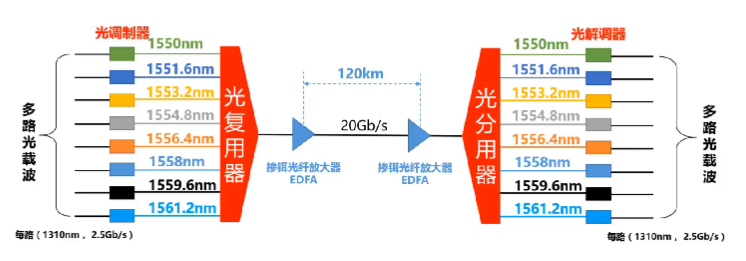 光调制器
1550nm
1551.6nm
1553.2nm
1554.8nm
1556.4nm
1558nm
1559.6nm
1561.2nm
多路光载波
每路（1310nm ，2.5Gb/s）
光复用器
120km
20Gb/s
掺铒光纤放大器
EDFA
掺铒光纤放大器
EDFA
光分用器
光解调器
1550nm
1551.6nm
1553.2nm
1554.8nm
1556.4nm
1558nm
1559.6nm
1561.2nm
多路光载波
每路（1310nm ，2.5Gb/s）